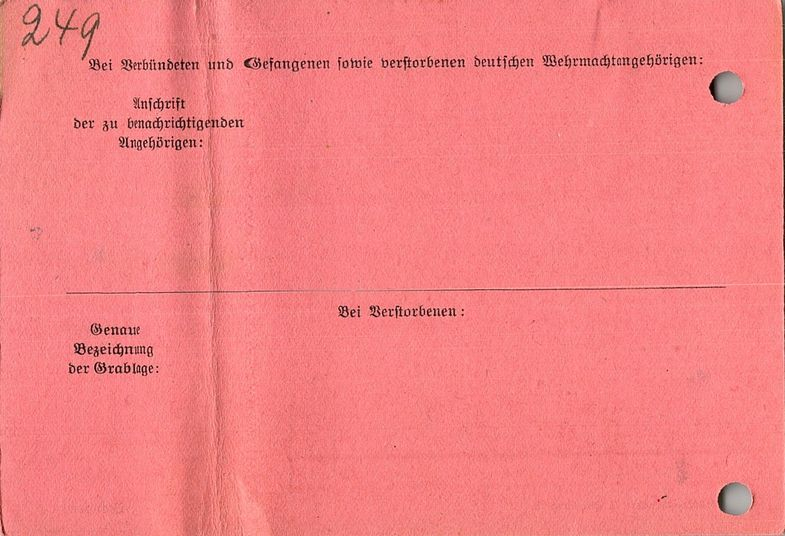 249
Bei Verbündeten und Gefangenen sowie verstorbenen deutschen Wehrmachtangehörigen:
Anschrift
der zu benachrichtigenden
Angehörigen:
Bei Verstorbenen:
Genaue
Bezeichnung
der Grablage: